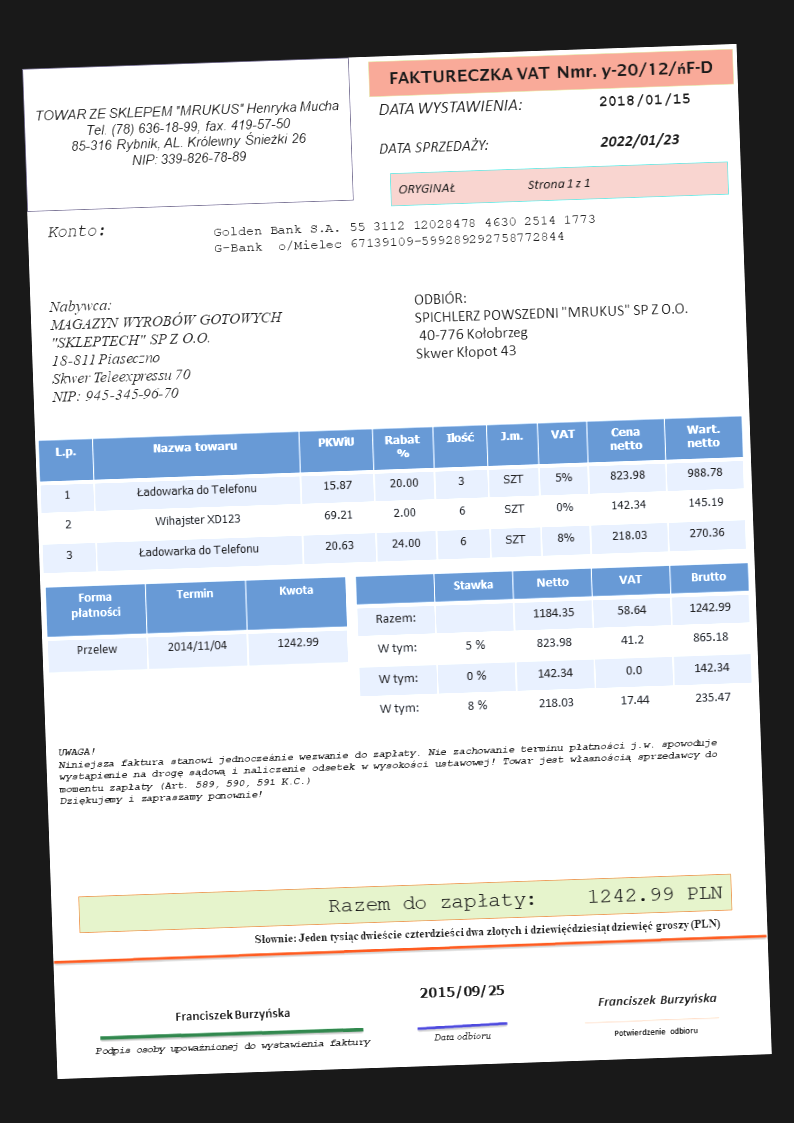 TOWAR ZE SKLEPEM "MRUKUS" Henryka Mucha
Tel. (78) 636-18-99, fax. 419-57-50
85-316 Rybnik, AL. Królewny Śnieżki 26
NIP: 339-826-78-89
FAKTURECZKA VAT Nmr. y-20/12/ńF-D
DATA WYSTAWIENIA: 2018/01/15
DATA SPRZEDAŻY: 2022/01/23
ORYGINAŁ Strona 1 z 1
Konto: Golden Bank S.A. 55 3112 12028478 4630 2514 1773
G-Bank o/Mielec 67139109-599289292758772844
Nabywca:
MAGAZYN WYROBÓW GOTOWYCH
"SKLEPTECH" SP Z O.O.
18-811 Piaseczno
Skwer Teleexpressu 70
NIP: 945-345-96-70
ODBIÓR:
SPICHLERZ POWSZEDNI "MRUKUS" SP Z O.O.
40-776 Kołobrzeg
Skwer Kłopot 43
L.p. Nazwa towaru PKWiU Rabat % Ilość J.m. VAT Cena netto Wart. netto
1 Ładowarka do Telefonu 15.87 20.00 3 SZT 5% 823.98 988.78
2 Wihajster XD123 69.21 2.00 6 SZT 0% 142.34 145.19
3 Ładowarka do Telefonu 20.63 24.00 6 SZT 8% 218.03 270.36
Forma płatności Termin Kwota
Przelew 2014/11/04 1242.99
Stawka Netto VAT Brutto
Razem: 1184.35 58.64 1242.99
W tym: 5 % 823.98 41.2 865.18
W tym: 0 % 142.34 0.0 142.34
W tym: 8 % 218.03 17.44 235.47
UWAGA!
Niniejsza faktura stanowi jednocześnie wezwanie do zapłaty. Nie zachowanie terminu płatności j.w. spowoduje
wystąpienie na drogę sądową i naliczenie odsetek w wysokości ustawowej! Towar jest własnością sprzedawcy do
momentu zapłaty (Art. 589, 590, 591 K.C.)
Dziękujemy i zapraszamy ponownie!
Razem do zapłaty: 1242.99 PLN
Słownie: Jeden tysiąc dwieście czterdzieści dwa złotych i dziewięćdziesiąt dziewięć groszy (PLN)
Franciszek Burzyńska
Podpis osoby upoważnionej do wystawienia faktury
2015/09/25
Data odbioru
Franciszek Burzyńska
Potwierdzenie odbioru